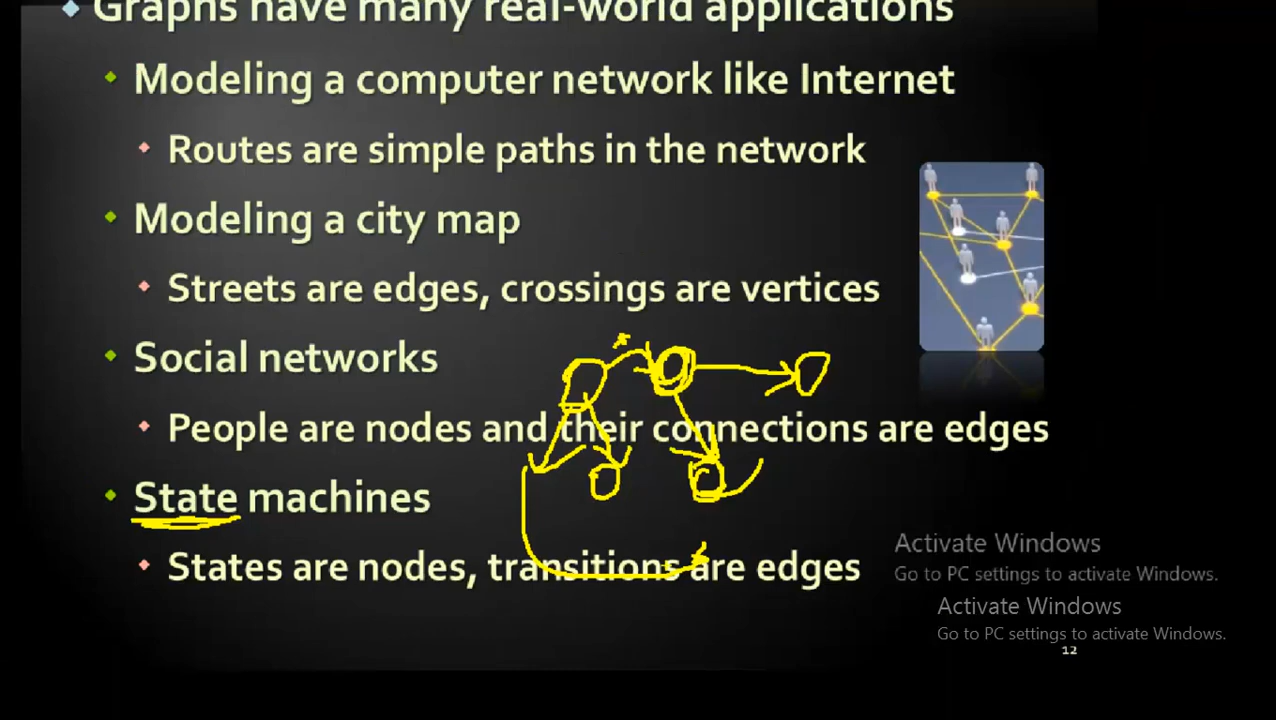 Graphs have many real-world applications
Modeling a computer network like Internet
Routes are simple paths in the network
Modeling a city map
Streets are edges, crossings are vertices
Social networks
People are nodes and their connections are edges
State machines
States are nodes, transitions are edges
Activate Windows
Go to PC settings to activate Windows.
Activate Windows
Go to PC settings to activate Windows.
12